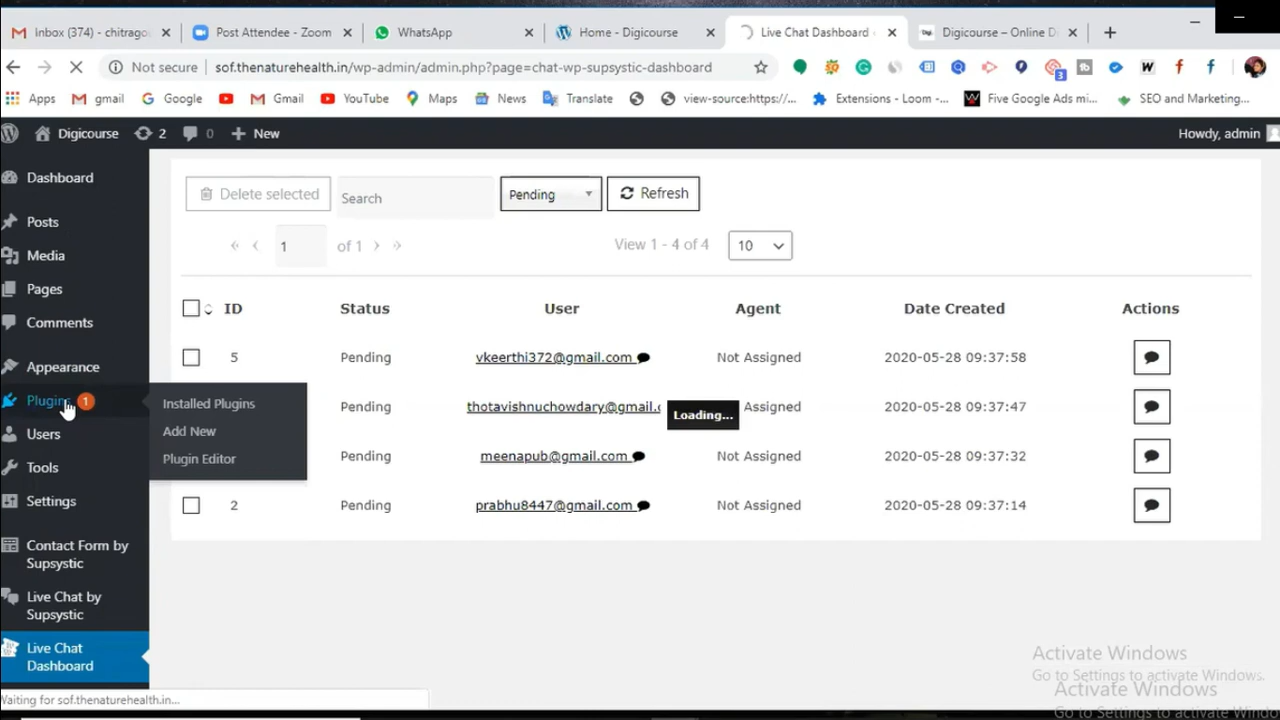 Inbox (374) - chitrago
Post Attendee - Zoom
WhatsApp
Home - Digicourse
Live Chat Dashboard
Digicourse – Online D
Not secure
sof.thenaturehealth.in/wp-admin/admin.php?page=chat-wp-supsystic-dashboard
3
Apps
gmail
Google
Gmail
YouTube
Maps
News
Translate
view-source:https://...
Extensions - Loom -...
Five Google Ads mi...
SEO and Marketing...
Digicourse
2
0
New
Howdy, admin
Dashboard
Posts
Media
Pages
Comments
Appearance
Plugins
1
Users
Tools
Settings
Contact Form by
Supsystic
Live Chat by
Supsystic
Live Chat
Dashboard
Installed Plugins
Add New
Plugin Editor
Delete selected
Search
Pending
Refresh
1
of 1
View 1 - 4 of 4
10
ID Status User Agent Date Created Actions
5 Pending vkeerthi372@gmail.com Not Assigned 2020-05-28 09:37:58
Pending thotavishnuchowdary@gmail. Assigned 2020-05-28 09:37:47
Loading...
Pending meenapub@gmail.com Not Assigned 2020-05-28 09:37:32
2 Pending prabhu8447@gmail.com Not Assigned 2020-05-28 09:37:14
Activate Windows
Go to Settings to activate Windows.
Activate Windows
Go to Settings to activate Windo
Waiting for sof.thenaturehealth.in...